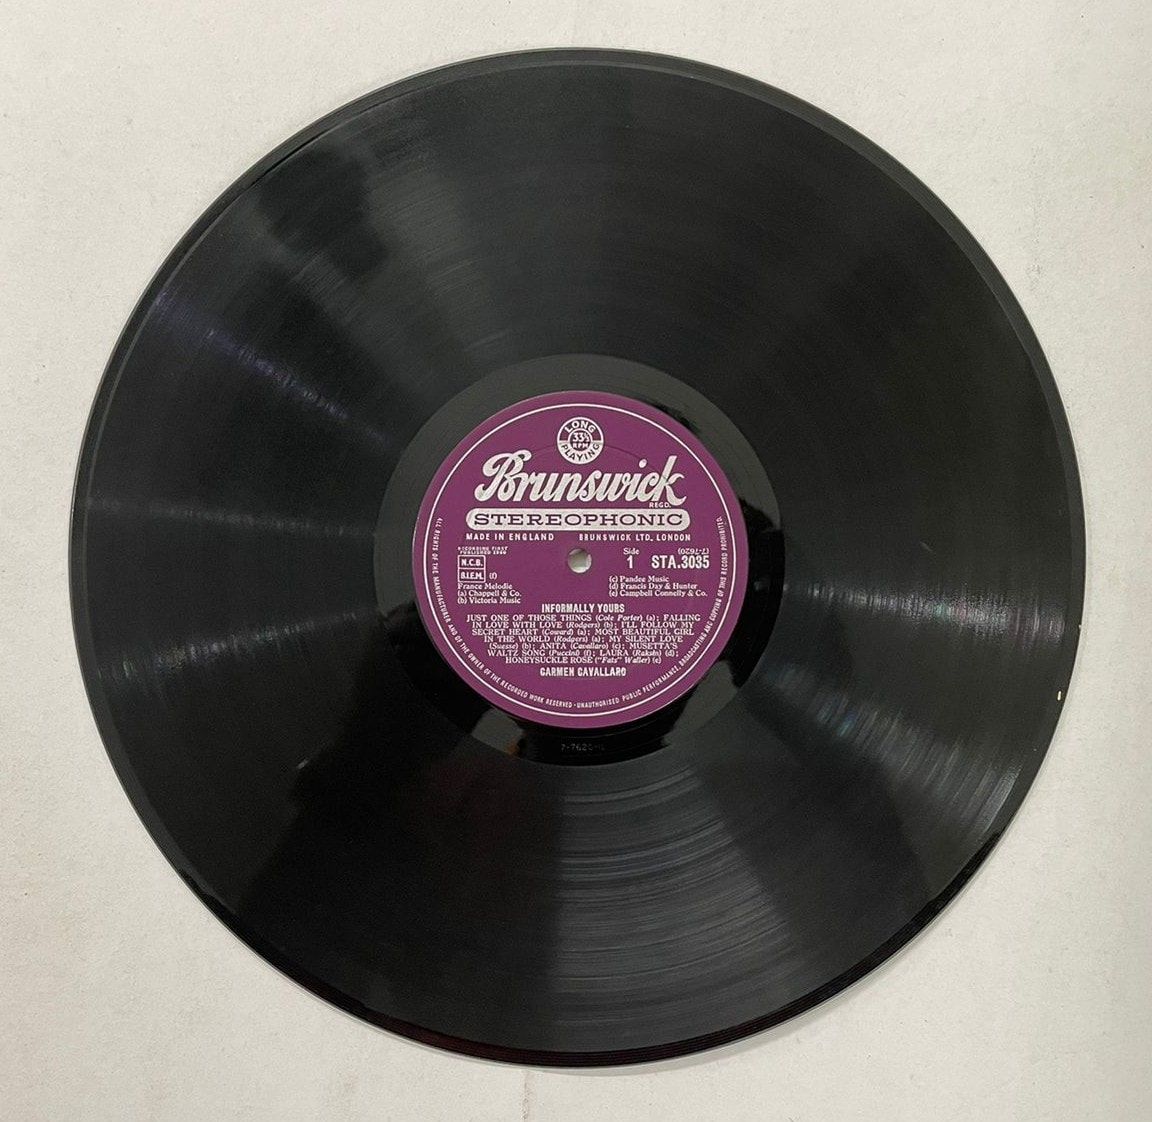 LONG
33⅓
RPM
PLAYING
Brunswick
REGD.
STEREOPHONIC
MADE IN ENGLAND BRUNSWICK LTD. LONDON
RECORDING FIRST
PUBLISHED 1960
N.C.B.
B.I.E.M. (f)
France Melodie
(a) Chappell & Co.
(b) Victoria Music
Side
1
(7-7620)
STA.3035
(c) Pandee Music
(d) Francis Day & Hunter
(e) Campbell Connelly & Co.
INFORMALLY YOURS
JUST ONE OF THOSE THINGS (Cole Porter) (a); FALLING
IN LOVE WITH LOVE (Rodgers) (b); I'LL FOLLOW MY
SECRET HEART (Coward) (a); MOST BEAUTIFUL GIRL
IN THE WORLD (Rodgers) (a); MY SILENT LOVE
(Suesse) (b); ANITA (Cavallaro) (c); MUSETTA'S
WALTZ SONG (Puccini) (f); LAURA (Raksin) (d);
HONEYSUCKLE ROSE ("Fats" Waller) (e)
CARMEN CAVALLARO
ALL RIGHTS OF THE MANUFACTURER AND OF THE OWNER OF THE RECORDED WORK RESERVED · UNAUTHORISED PUBLIC PERFORMANCE, BROADCASTING AND COPYING OF THIS RECORD PROHIBITED.